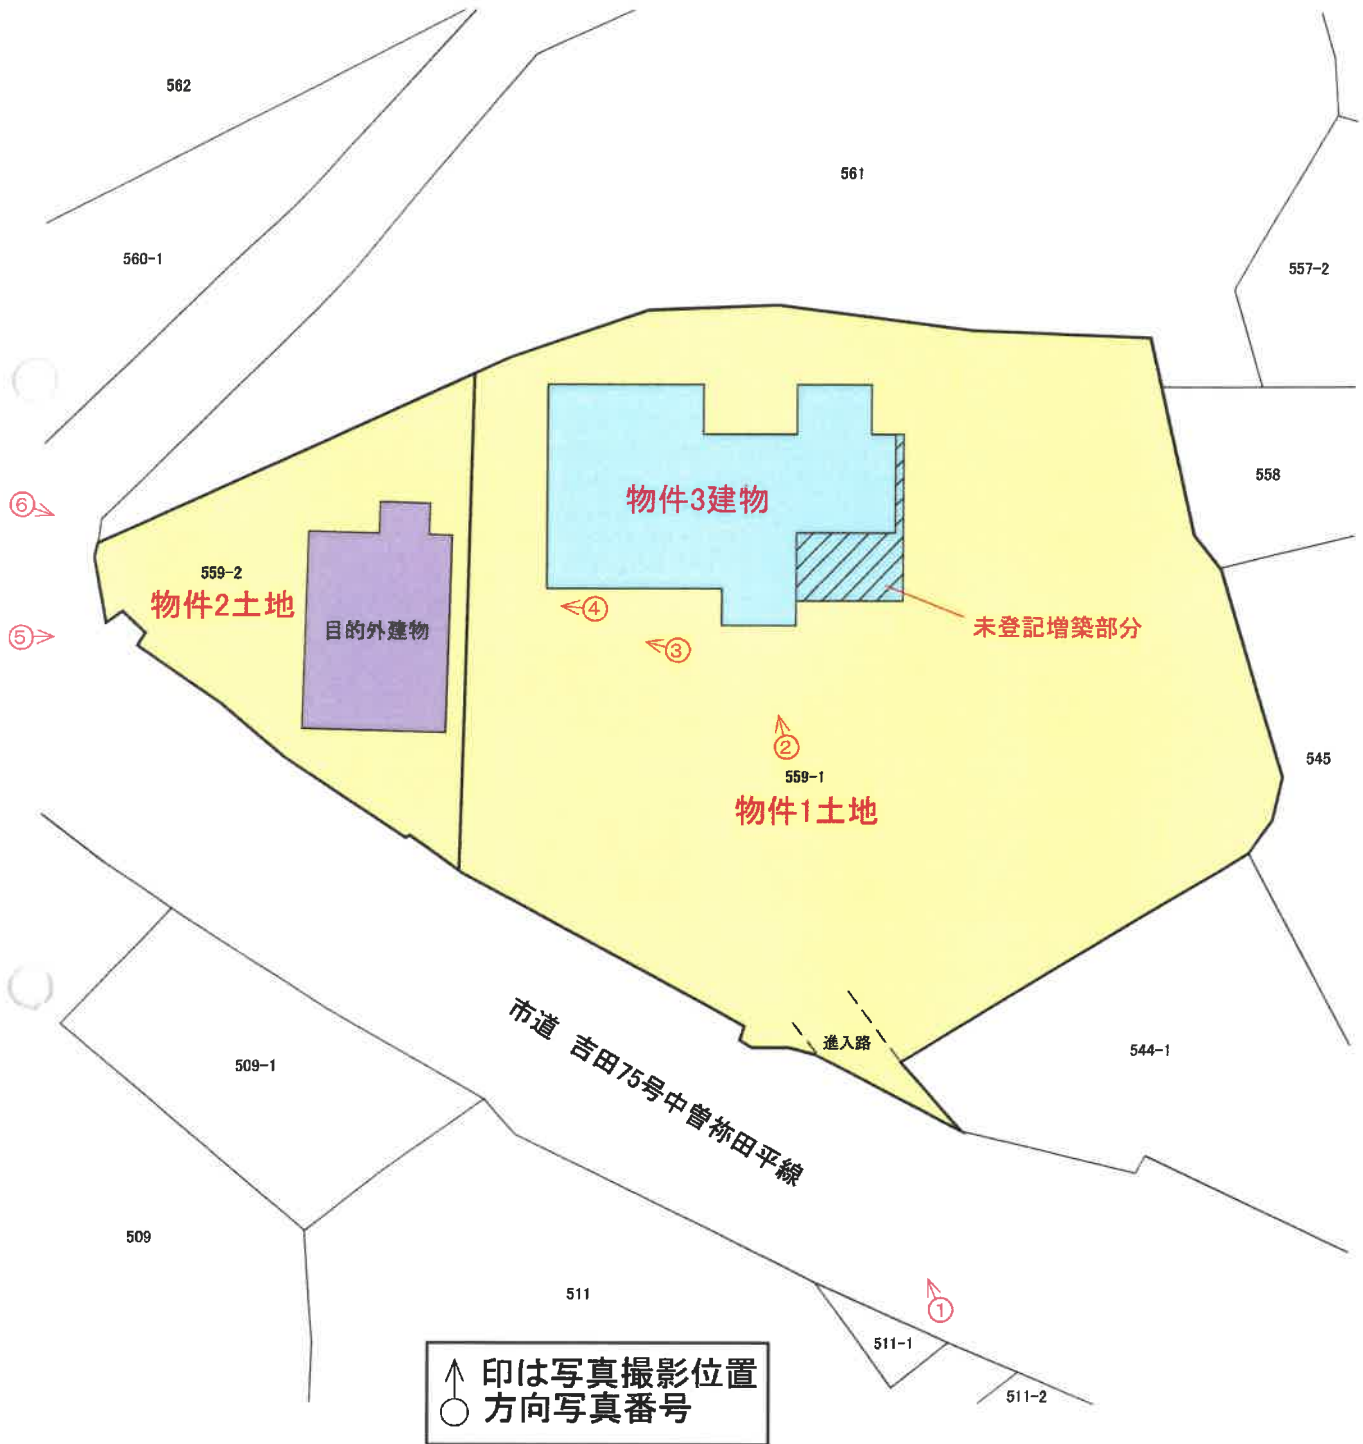 562
561
560-1
557-2
558
⑥
物件3建物
559-2
物件2土地
目的外建物
④
⑤
③
未登記増築部分
②
559-1
物件1土地
545
市道 吉田75号中曽祢田平線
進入路
544-1
509-1
509
511
①
511-1
511-2
印は写真撮影位置
方向写真番号